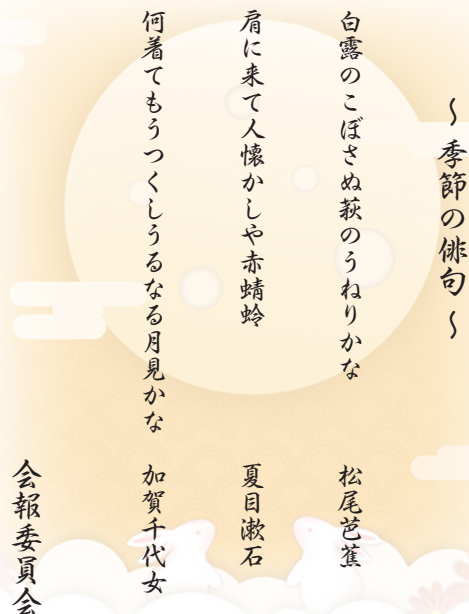 ～季節の俳句～
白露のこぼさぬ萩のうねりかな 松尾芭蕉
肩に来て人懐かしや赤蜻蛉 夏目漱石
何着てもうつくしうるなる月見かな 加賀千代女
会報委員会